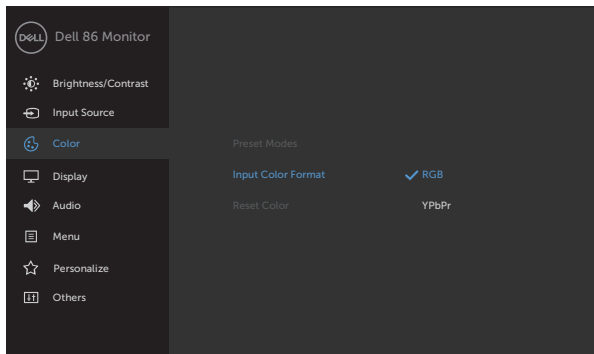 DELL
Dell 86 Monitor
Brightness/Contrast
Input Source
Color
Display
Audio
Menu
Personalize
Others
Preset Modes
Input Color Format
RGB
Reset Color
YPbPr